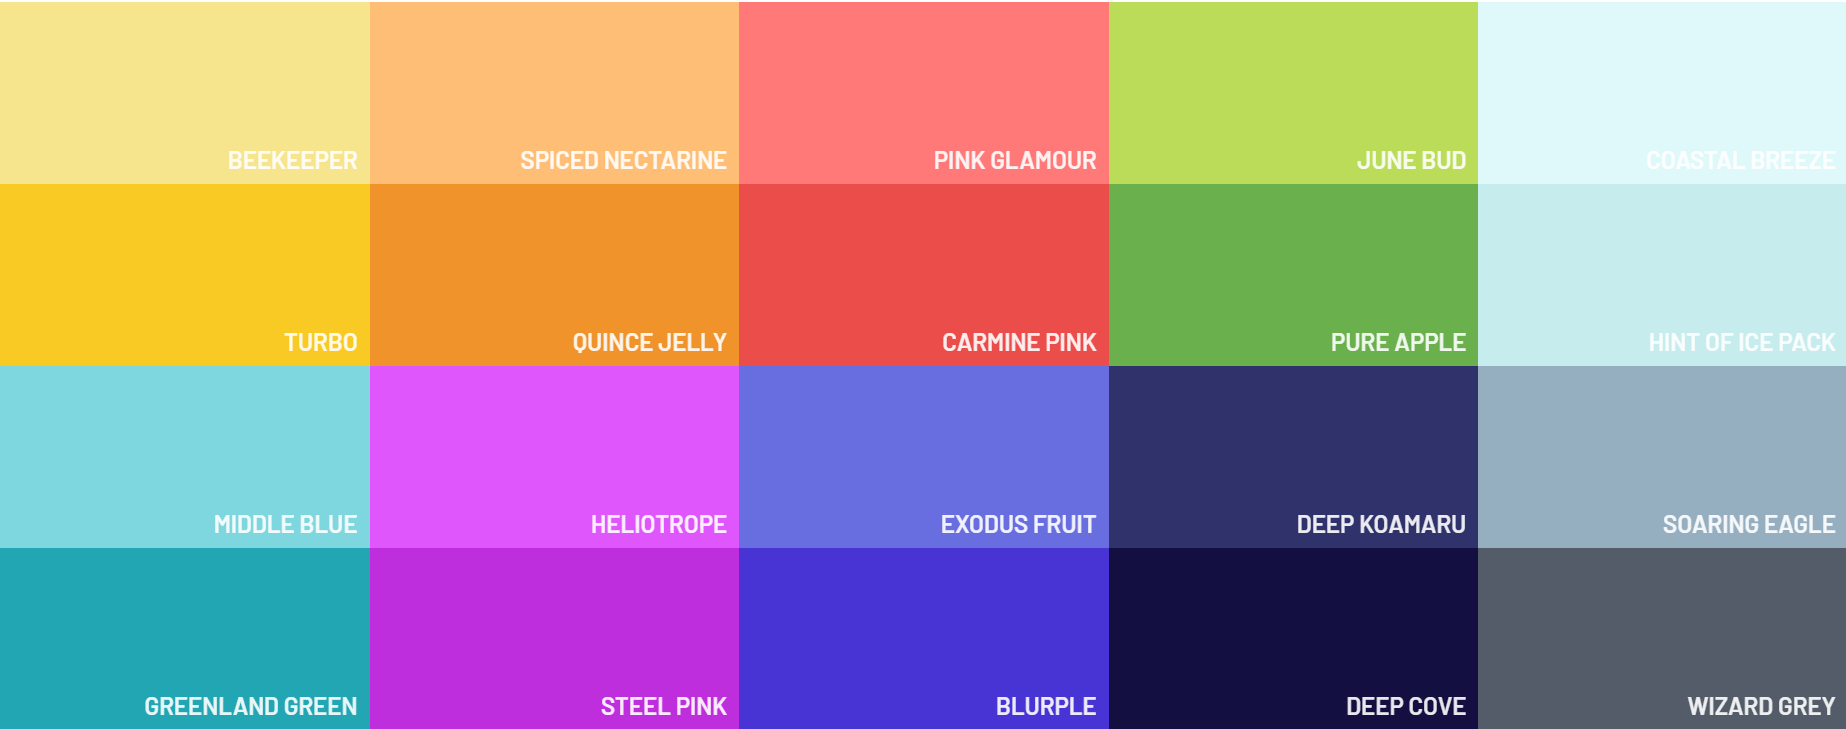 BEEKEEPER
SPICED NECTARINE
PINK GLAMOUR
JUNE BUD
COASTAL BREEZE
TURBO
QUINCE JELLY
CARMINE PINK
PURE APPLE
HINT OF ICE PACK
MIDDLE BLUE
HELIOTROPE
EXODUS FRUIT
DEEP KOAMARU
SOARING EAGLE
GREENLAND GREEN
STEEL PINK
BLURPLE
DEEP COVE
WIZARD GREY